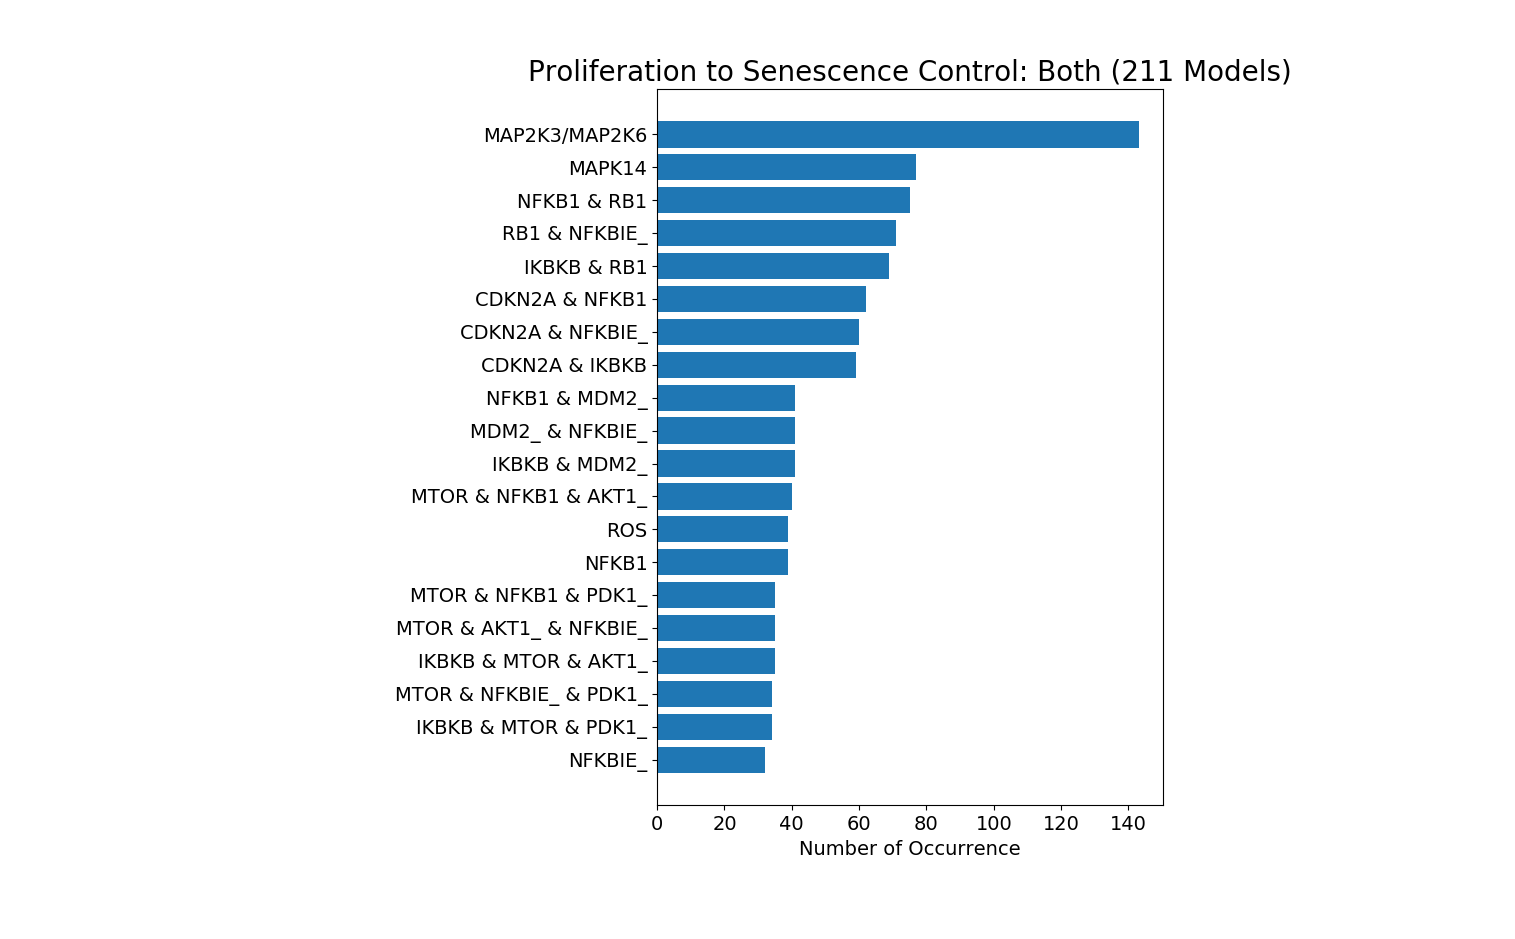 Proliferation to Senescence Control: Both (211 Models)
MAP2K3/MAP2K6
MAPK14
NFKB1 & RB1
RB1 & NFKBIE_
IKBKB & RB1
CDKN2A & NFKB1
CDKN2A & NFKBIE_
CDKN2A & IKBKB
NFKB1 & MDM2_
MDM2_ & NFKBIE_
IKBKB & MDM2_
MTOR & NFKB1 & AKT1_
ROS
NFKB1
MTOR & NFKB1 & PDK1_
MTOR & AKT1_ & NFKBIE_
IKBKB & MTOR & AKT1_
MTOR & NFKBIE_ & PDK1_
IKBKB & MTOR & PDK1_
NFKBIE_
0 20 40 60 80 100 120 140
Number of Occurrence